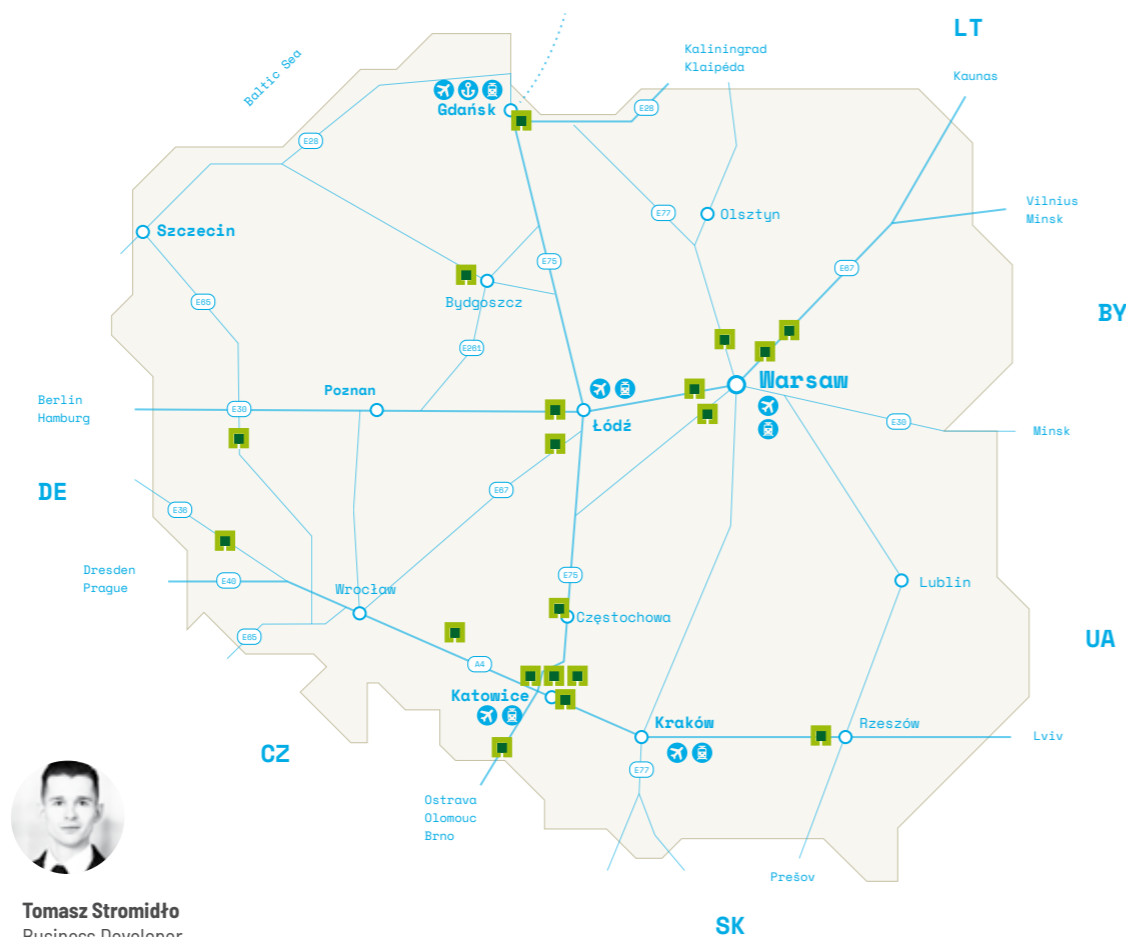 LT
Kaliningrad
Klaipéda
Kaunas
Baltic Sea
Gdańsk
E28
E28
Vilnius
Minsk
E77
Olsztyn
Szczecin
E75
E67
Bydgoszcz
E65
BY
E261
Warsaw
Poznan
Berlin
Hamburg
E30
Łódź
E30
Minsk
DE
E67
E36
Dresden
Prague
E40
Wrocław
E75
Lublin
Częstochowa
E65
UA
A4
Katowice
Kraków
Rzeszów
Lviv
CZ
E77
Ostrava
Olomouc
Brno
Prešov
Tomasz Stromidło
Business Developer
SK